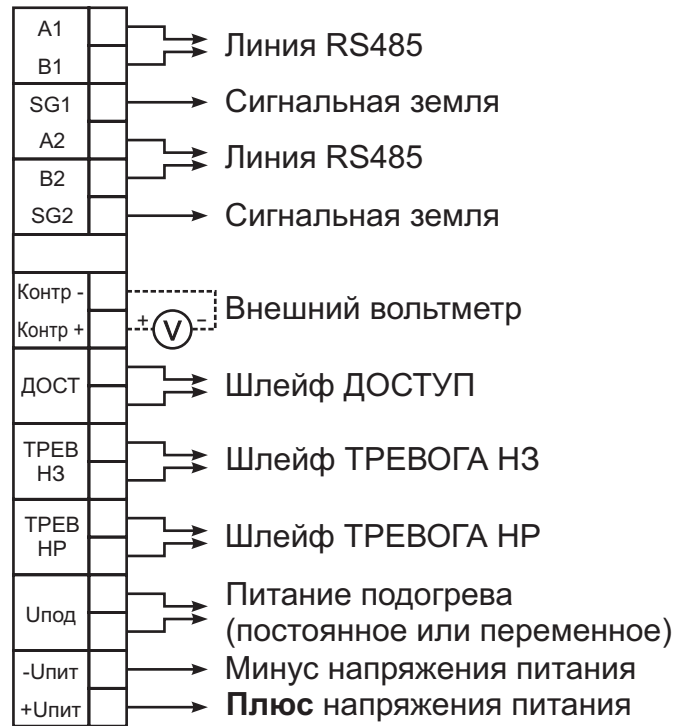 A1
B1
Линия RS485
SG1
Сигнальная земля
A2
B2
Линия RS485
SG2
Сигнальная земля
Контр -
Контр +
+ V −
Внешний вольтметр
ДОСТ
Шлейф ДОСТУП
ТРЕВ
НЗ
Шлейф ТРЕВОГА НЗ
ТРЕВ
НР
Шлейф ТРЕВОГА НР
Uпод
Питание подогрева
(постоянное или переменное)
-Uпит
Минус напряжения питания
+Uпит
Плюс напряжения питания